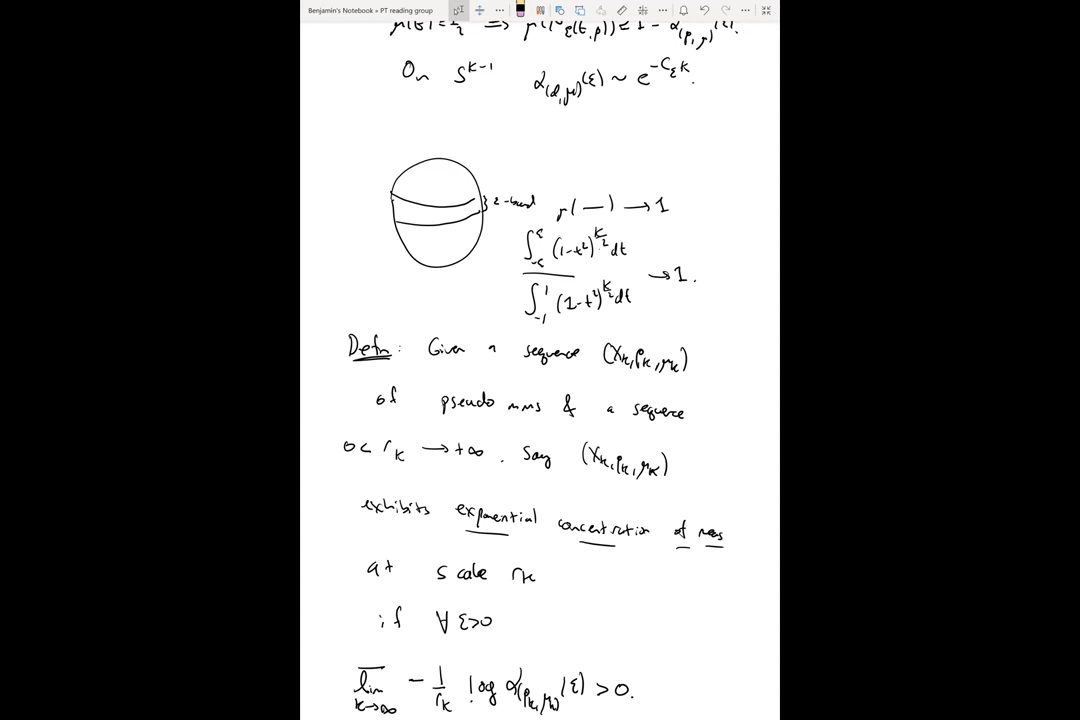 Benjamin's Notebook » PT reading group
On S^{k-1} α_{(ρ,μ)}(ε) ~ e^{-C_ε k}.
} ε-band μ(—) → 1
∫_{-ε}^{ε} (1-t²)^{k/2} dt
→ 1.
∫_{-1}^{1} (1-t²)^{k/2} dt
Defn: Given a sequence (X_k, ρ_k, μ_k)
of pseudo mms & a sequence
0 < r_k → +∞. Say (X_k, ρ_k, μ_k)
exhibits exponential concentration of meas
at scale r_k
if ∀ ε>0
lim_{k→∞} - 1/r_k log α_{(ρ_k, μ_k)}(ε) > 0.